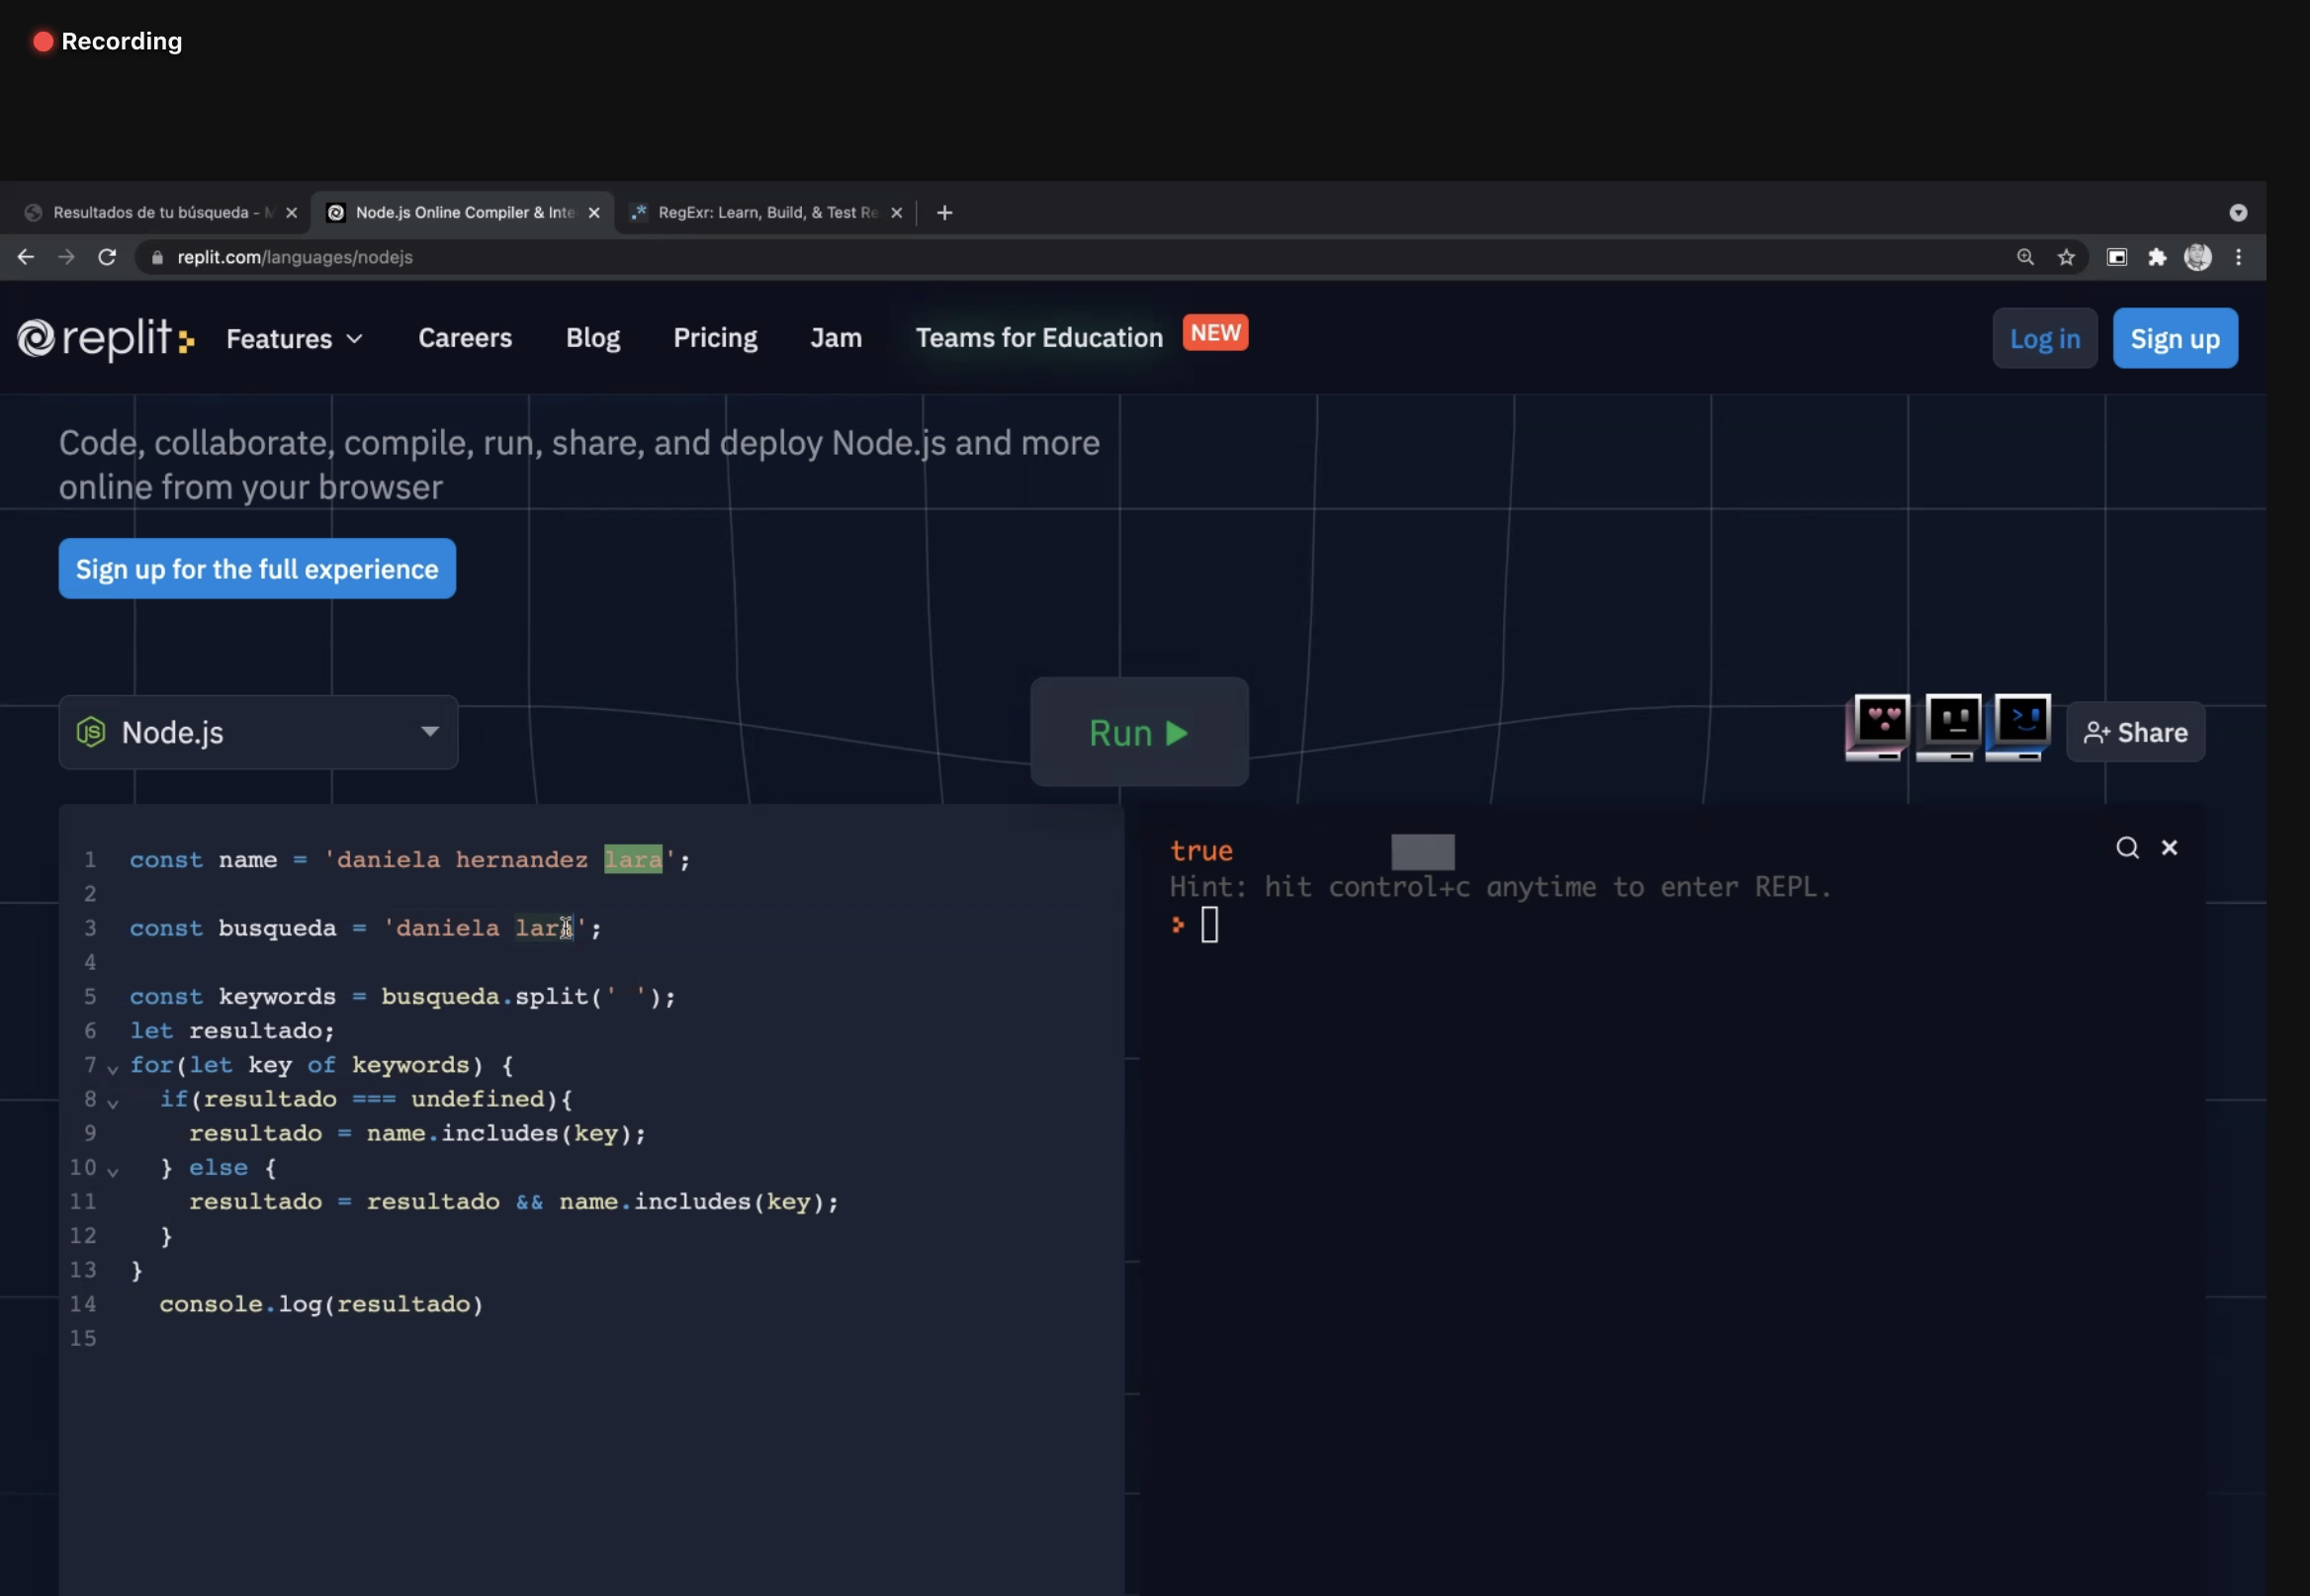 Recording
Resultados de tu búsqueda - M
Node.js Online Compiler & Inte
RegExr: Learn, Build, & Test Re
replit.com/languages/nodejs
replit
Features
Careers
Blog
Pricing
Jam
Teams for Education
NEW
Log in
Sign up
Code, collaborate, compile, run, share, and deploy Node.js and more
online from your browser
Sign up for the full experience
Node.js
Run
Share
1 const name = 'daniela hernandez lara';
2
3 const busqueda = 'daniela lara';
4
5 const keywords = busqueda.split(' ');
6 let resultado;
7 for(let key of keywords) {
8 if(resultado === undefined){
9 resultado = name.includes(key);
10 } else {
11 resultado = resultado && name.includes(key);
12 }
13 }
14 console.log(resultado)
15
true
Hint: hit control+c anytime to enter REPL.